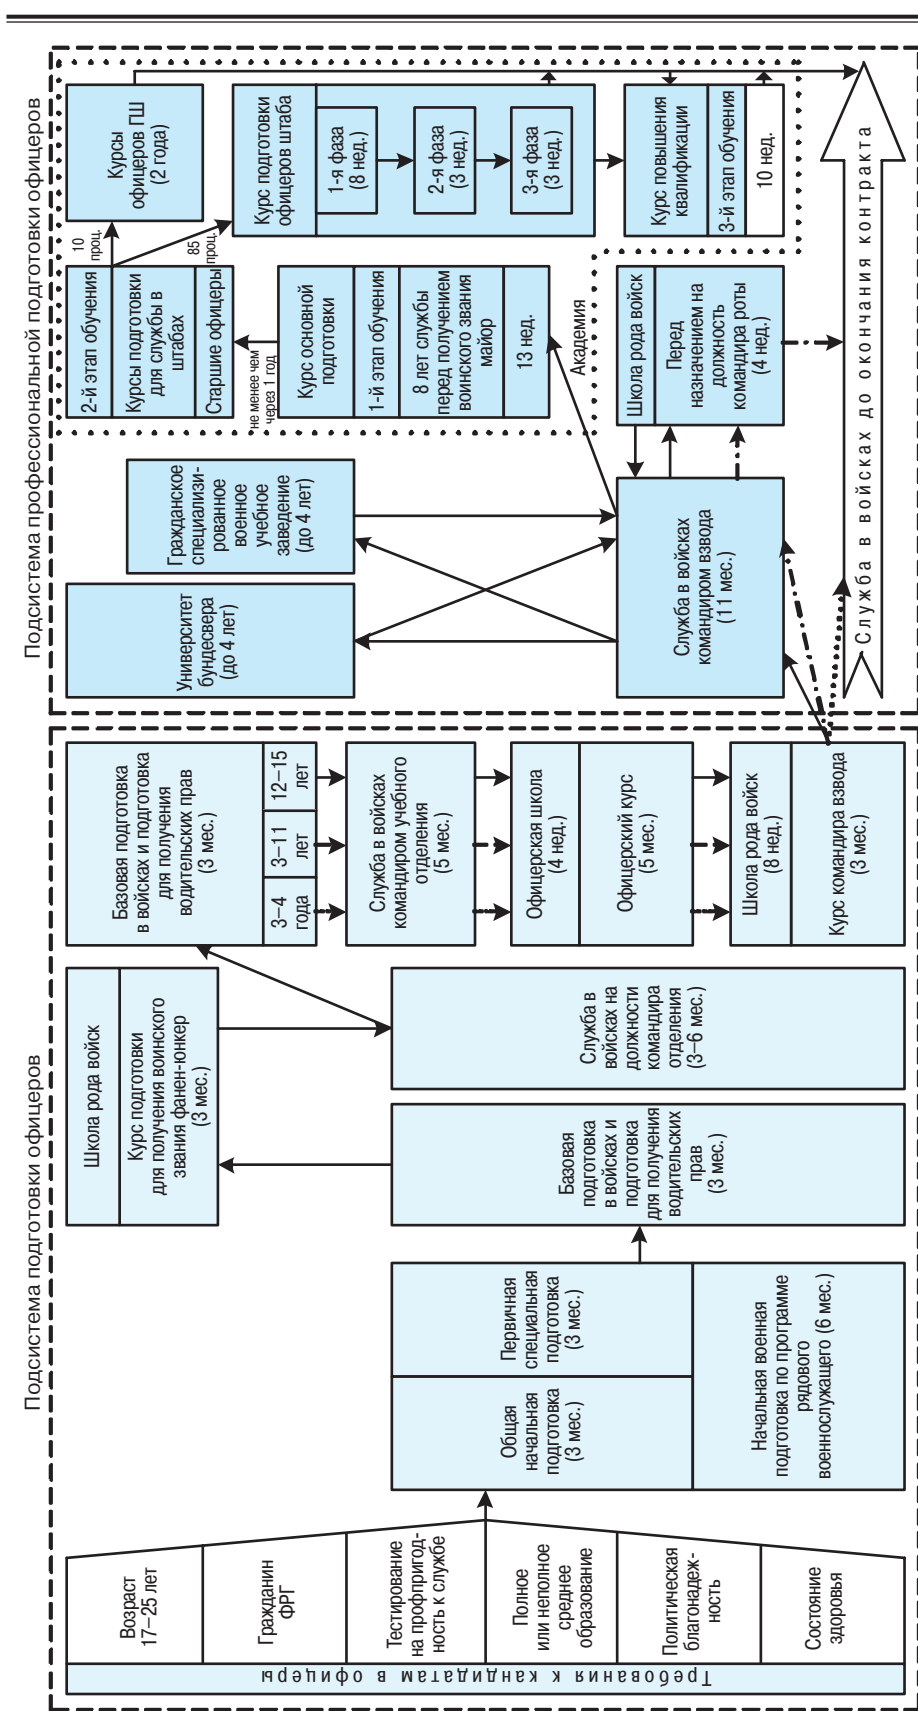 Подсистема подготовки офицеров
Требования к кандидатам в офицеры
Возраст
17–25 лет
Гражданин
ФРГ
Тестирование
на профпригод-
ность к службе
Полное
или неполное
среднее
образование
Политическая
благонадеж-
ность
Состояние
здоровья
Общая
начальная
подготовка
(3 мес.)
Первичная
специальная
подготовка
(3 мес.)
Начальная военная
подготовка по программе
рядового
военнослужащего (6 мес.)
Базовая
подготовка
в войсках и
подготовка
для получения
водительских
прав
(3 мес.)
Школа рода войск
Курс подготовки
для получения воинского
звания фанен-юнкер
(3 мес.)
Служба в
войсках на
должности
командира
отделения
(3–6 мес.)
Базовая подготовка
в войсках и подготовка
для получения
водительских прав
(3 мес.)
3–4
года
3–11
лет
12–15
лет
Служба в войсках
командиром учебного
отделения
(5 мес.)
Офицерская школа
(4 нед.)
Офицерский курс
(5 мес.)
Школа рода войск
(8 нед.)
Курс командира взвода
(3 мес.)
Подсистема профессиональной подготовки офицеров
Университет
бундесвера
(до 4 лет)
Гражданское
специализи-
рованное
военное
учебное
заведение
(до 4 лет)
Служба в войсках
командиром взвода
(11 мес.)
2-й этап обучения
Курсы подготовки
для службы в
штабах
Старшие офицеры
не менее чем
через 1 год
Курс основной
подготовки
1-й этап обучения
8 лет службы
перед получением
воинского звания
майор
13 нед.
Академия
Школа рода войск
Перед
назначением на
должность
командира роты
(4 нед.)
10
проц.
85
проц.
Курсы
офицеров ГШ
(2 года)
Курс подготовки
офицеров штаба
1-я фаза
(8 нед.)
2-я фаза
(3 нед.)
3-я фаза
(3 нед.)
Курс повышения
квалификации
3-й этап обучения
10 нед.
Служба в войсках до окончания контракта